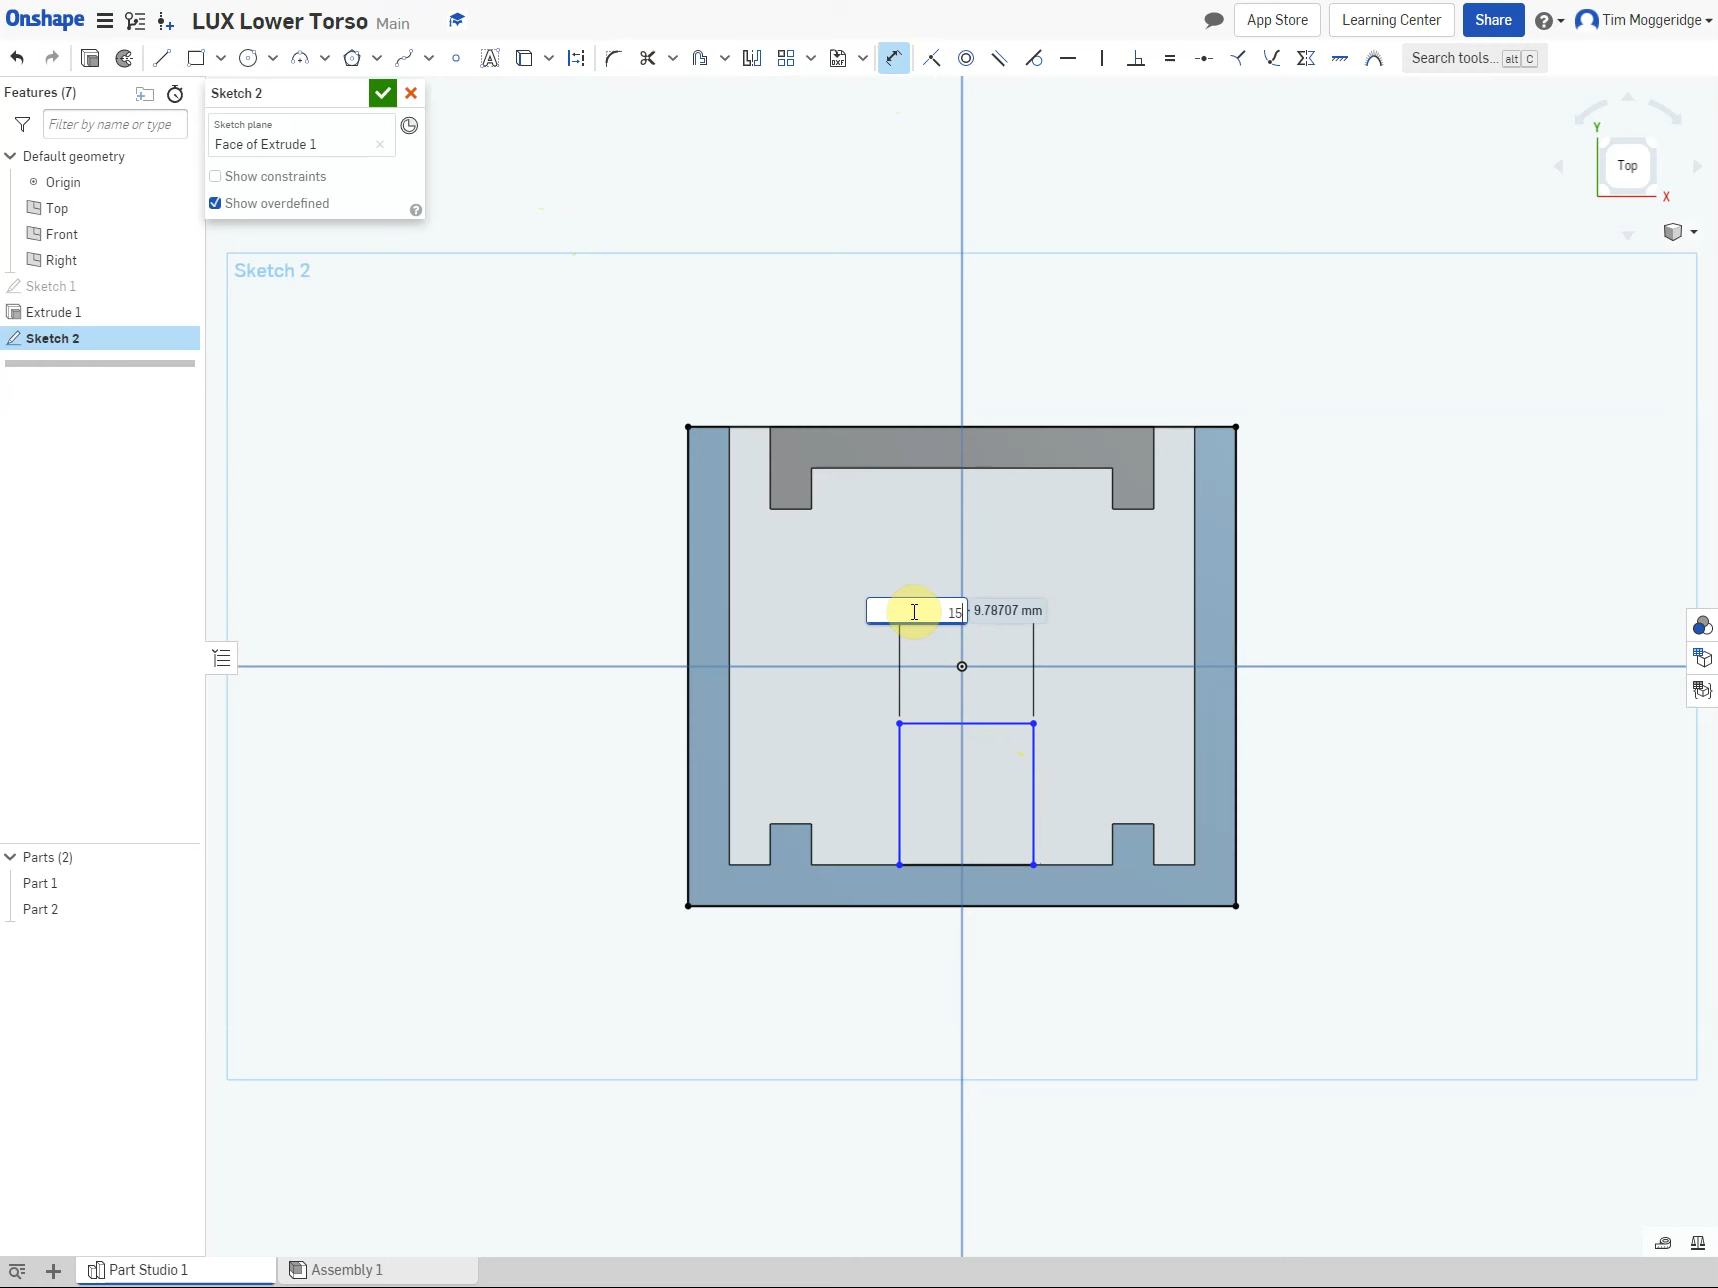 Onshape LUX Lower Torso Main App Store Learning Center Share Tim Moggeridge
Search tools... alt C
Features (7)
Filter by name or type
Default geometry
Origin
Top
Front
Right
Sketch 1
Extrude 1
Sketch 2
Sketch 2
Sketch plane
Face of Extrude 1
Show constraints
Show overdefined
Sketch 2
15 9.78707 mm
Y
Top
X
Parts (2)
Part 1
Part 2
Part Studio 1
Assembly 1